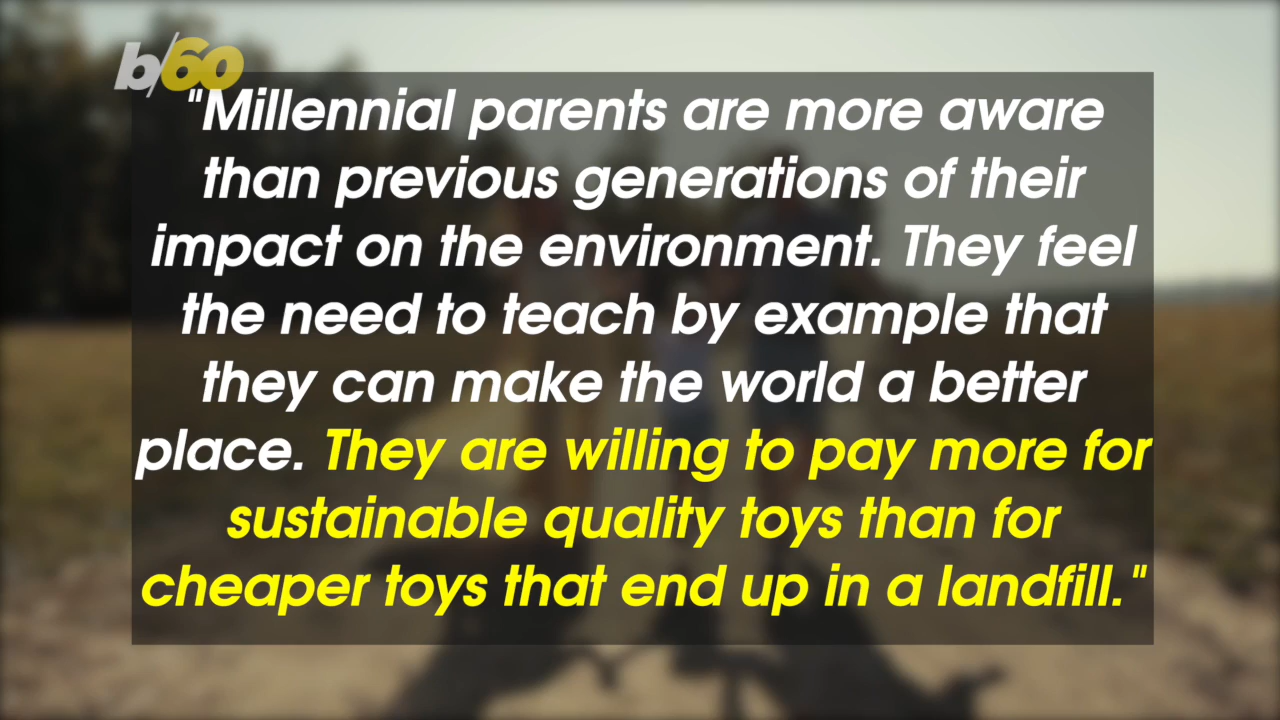 b/60
"Millennial parents are more aware
than previous generations of their
impact on the environment. They feel
the need to teach by example that
they can make the world a better
place. They are willing to pay more for
sustainable quality toys than for
cheaper toys that end up in a landfill."